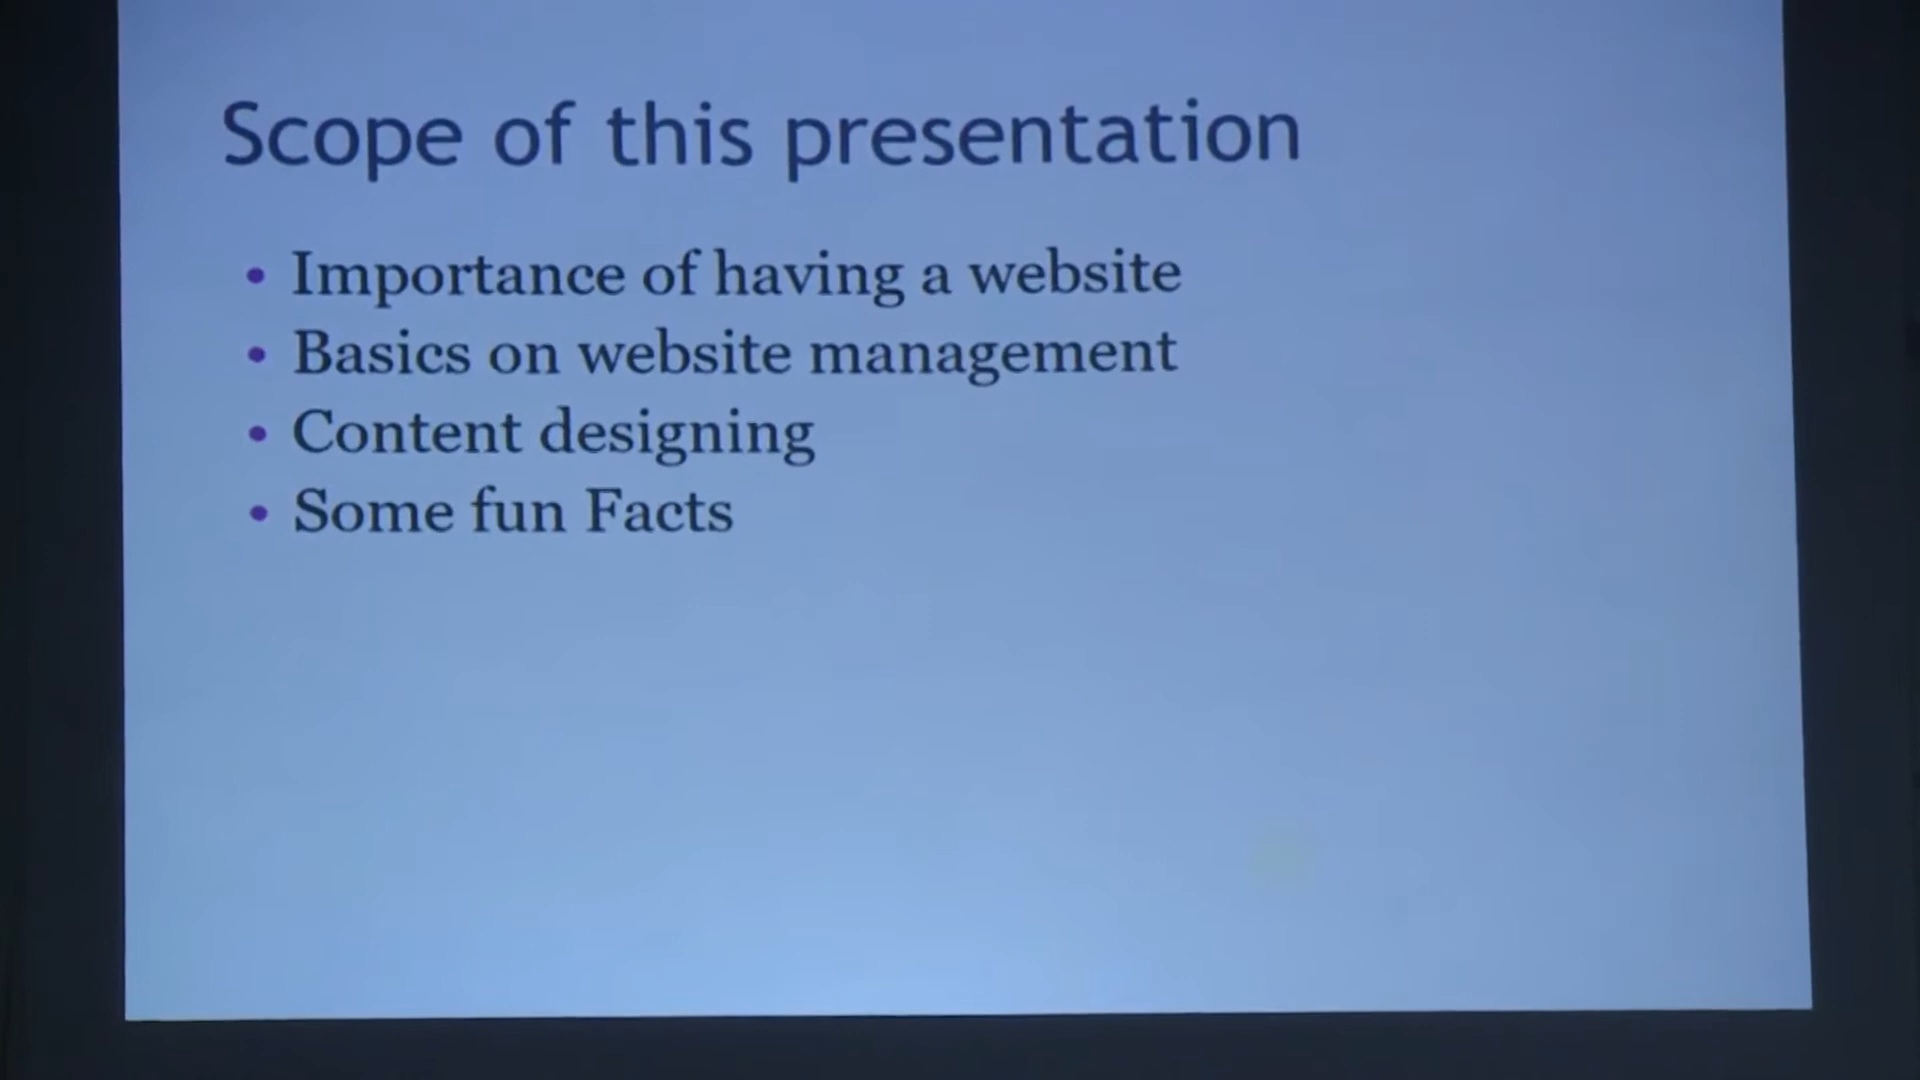 Scope of this presentation
• Importance of having a website
• Basics on website management
• Content designing
• Some fun Facts